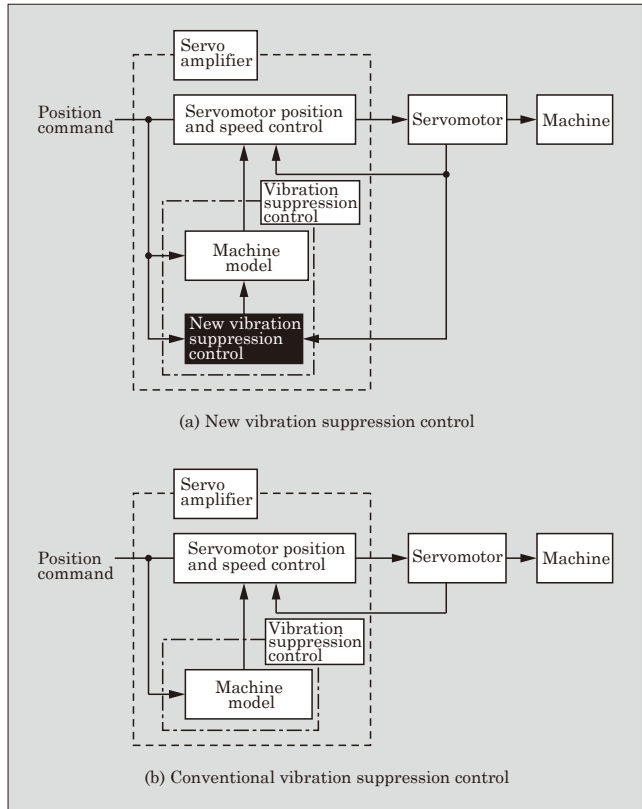 Servo
amplifier
Position
command
Servomotor position
and speed control
Servomotor
Machine
Vibration
suppression
control
Machine
model
New vibration
suppression
control
(a) New vibration suppression control
Servo
amplifier
Position
command
Servomotor position
and speed control
Servomotor
Machine
Vibration
suppression
control
Machine
model
(b) Conventional vibration suppression control